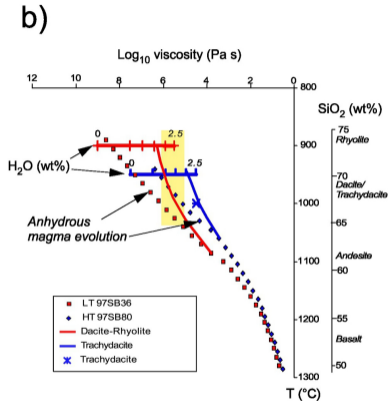 b)
Log10 viscosity (Pa s)
12 10 8 6 4 2 0
800
SiO2 (wt%)
0 2.5
900
75
Rhyolite
H2O (wt%)
0 2.5
70
Dacite/
Trachydacite
1000
Anhydrous
magma evolution
65
Andesite
1100
60
LT 97SB36
HT 97SB80
Dacite-Rhyolite
Trachydacite
Trachydacite
1200
55
Basalt
50
1300
T (°C)